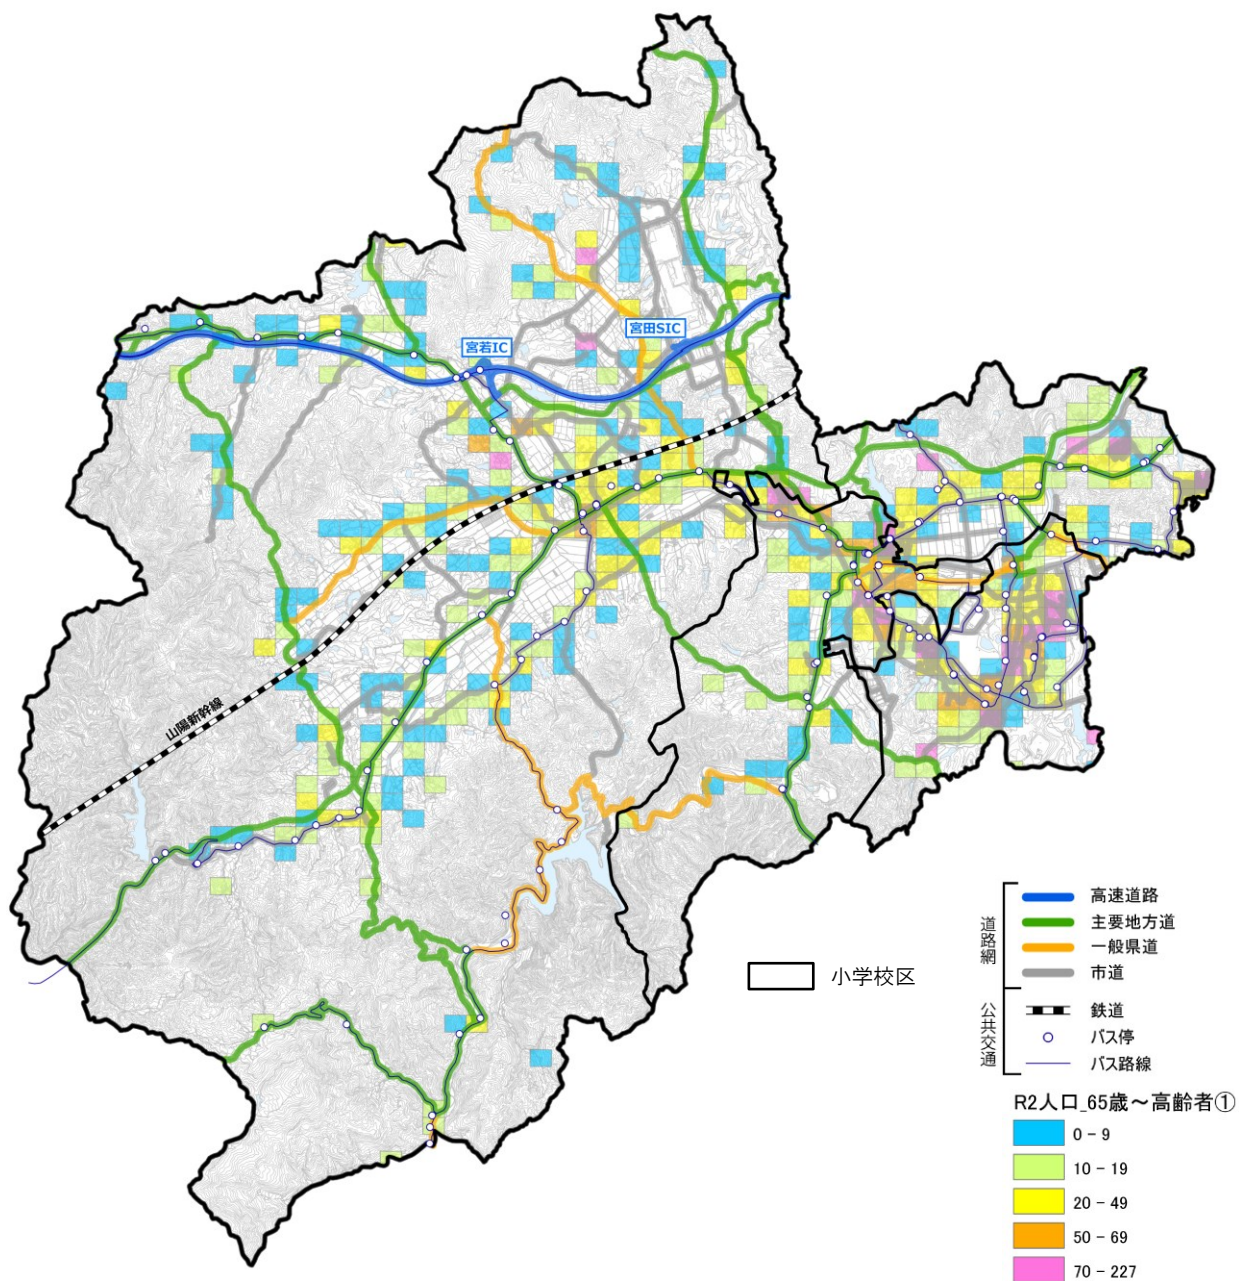 宮田SIC
宮若IC
山陽新幹線
小学校区
道路網
高速道路
主要地方道
一般県道
市道
公共交通
鉄道
バス停
バス路線
R2人口_65歳～高齢者①
0 - 9
10 - 19
20 - 49
50 - 69
70 - 227